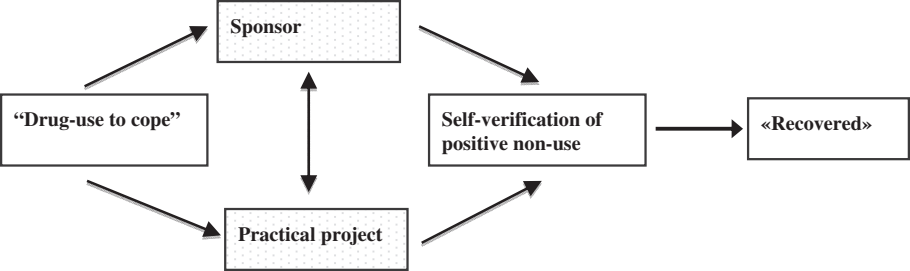 Sponsor
“Drug-use to cope”
Self-verification of
positive non-use
«Recovered»
Practical project